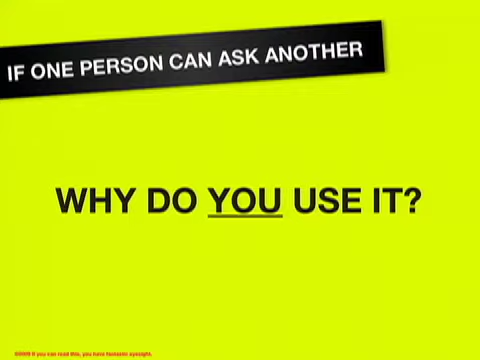 IF ONE PERSON CAN ASK ANOTHER
WHY DO YOU USE IT?
©2009 If you can read this, you have fantastic eyesight.